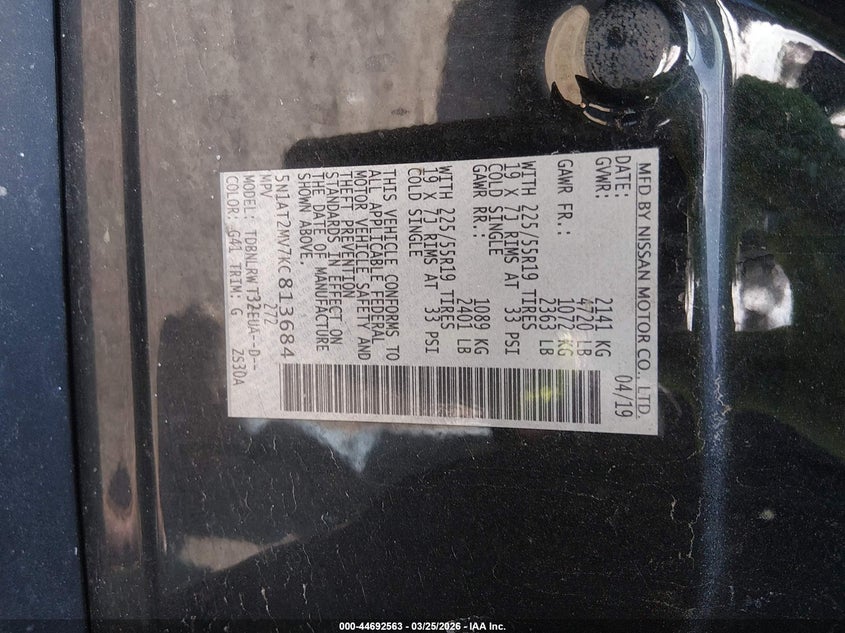 MFD BY NISSAN MOTOR CO., LTD.
DATE: 04/19
GVWR: 2141 KG
4720 LB
GAWR FR.: 1072 KG
2363 LB
WITH 225/55R19 TIRES
19 X 7J RIMS AT 33 PSI
COLD SINGLE
GAWR RR.: 1089 KG
2401 LB
WITH 225/55R19 TIRES
19 X 7J RIMS AT 33 PSI
COLD SINGLE
THIS VEHICLE CONFORMS TO
ALL APPLICABLE FEDERAL
MOTOR VEHICLE SAFETY AND
THEFT PREVENTION
STANDARDS IN EFFECT ON
THE DATE OF MANUFACTURE
SHOWN ABOVE.
5N1AT2MV7KC813684
MPV 272
MODEL: TDBNLRWT32EUA--D--
COLOR: G41 TRIM: G ZS30A
000-44692563 — 03/25/2026 - IAA Inc.